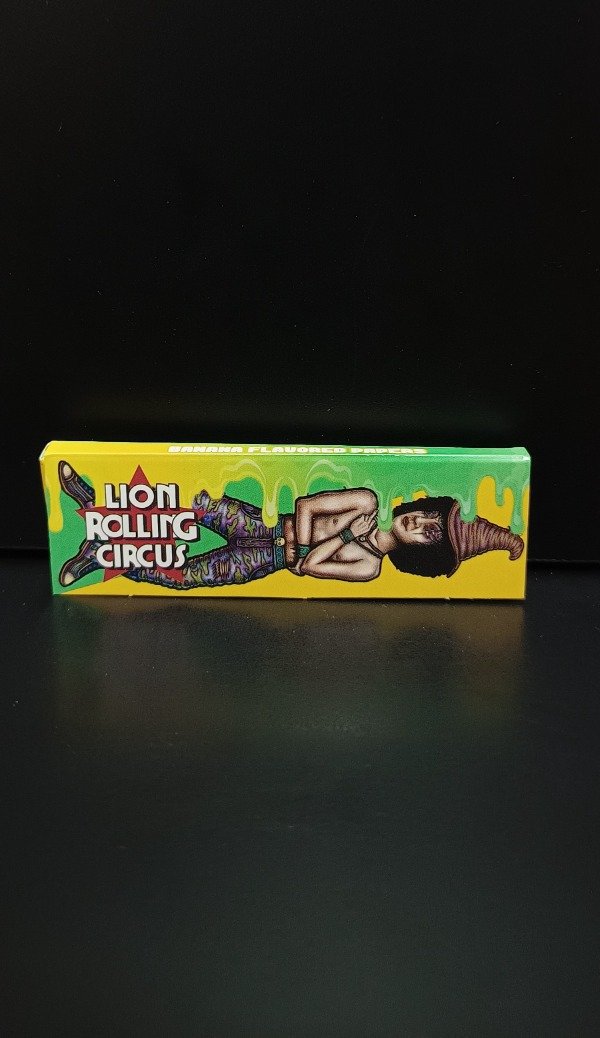 BANANA FLAVORED PAPERS
LION
ROLLING
CIRCUS